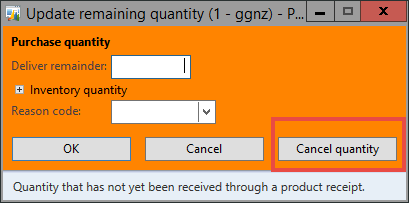 Update remaining quantity (1 - ggnz) - P...
Purchase quantity
Deliver remainder:
Inventory quantity
Reason code:
OK Cancel Cancel quantity
Quantity that has not yet been received through a product receipt.